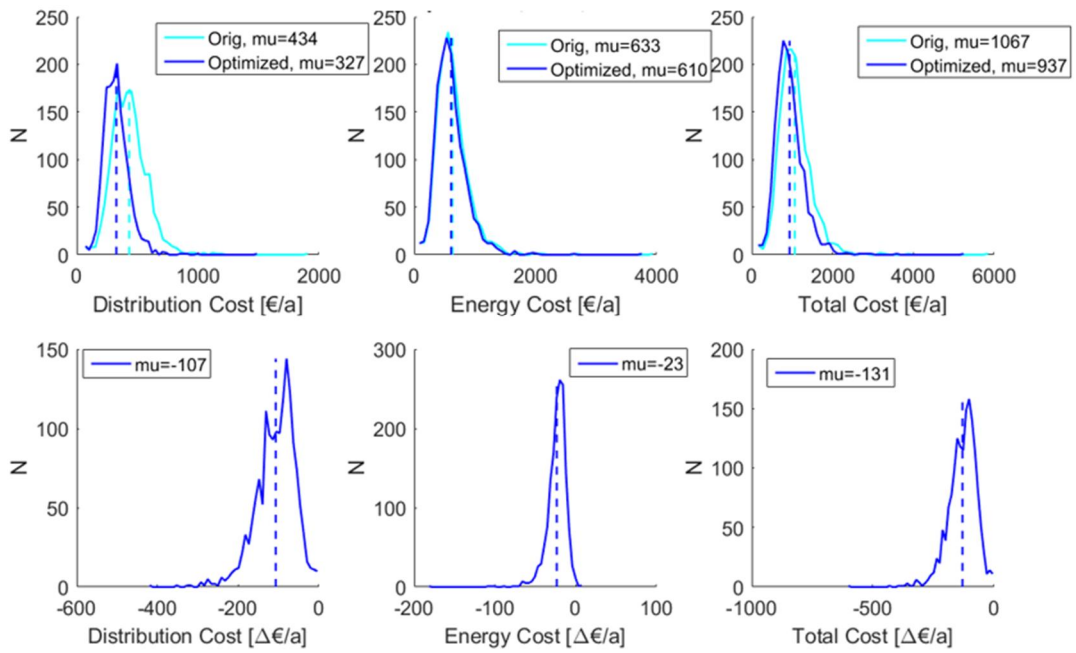 250
200
150
100
50
0
N
Orig, mu=434
Optimized, mu=327
0 1000 2000
Distribution Cost [€/a]
250
200
150
100
50
0
N
Orig, mu=633
Optimized, mu=610
0 2000 4000
Energy Cost [€/a]
250
200
150
100
50
0
N
Orig, mu=1067
Optimized, mu=937
0 2000 4000 6000
Total Cost [€/a]
150
100
50
0
N
mu=-107
-600 -400 -200 0
Distribution Cost [Δ€/a]
300
200
100
0
N
mu=-23
-200 -100 0 100
Energy Cost [Δ€/a]
200
150
100
50
0
N
mu=-131
-1000 -500 0
Total Cost [Δ€/a]